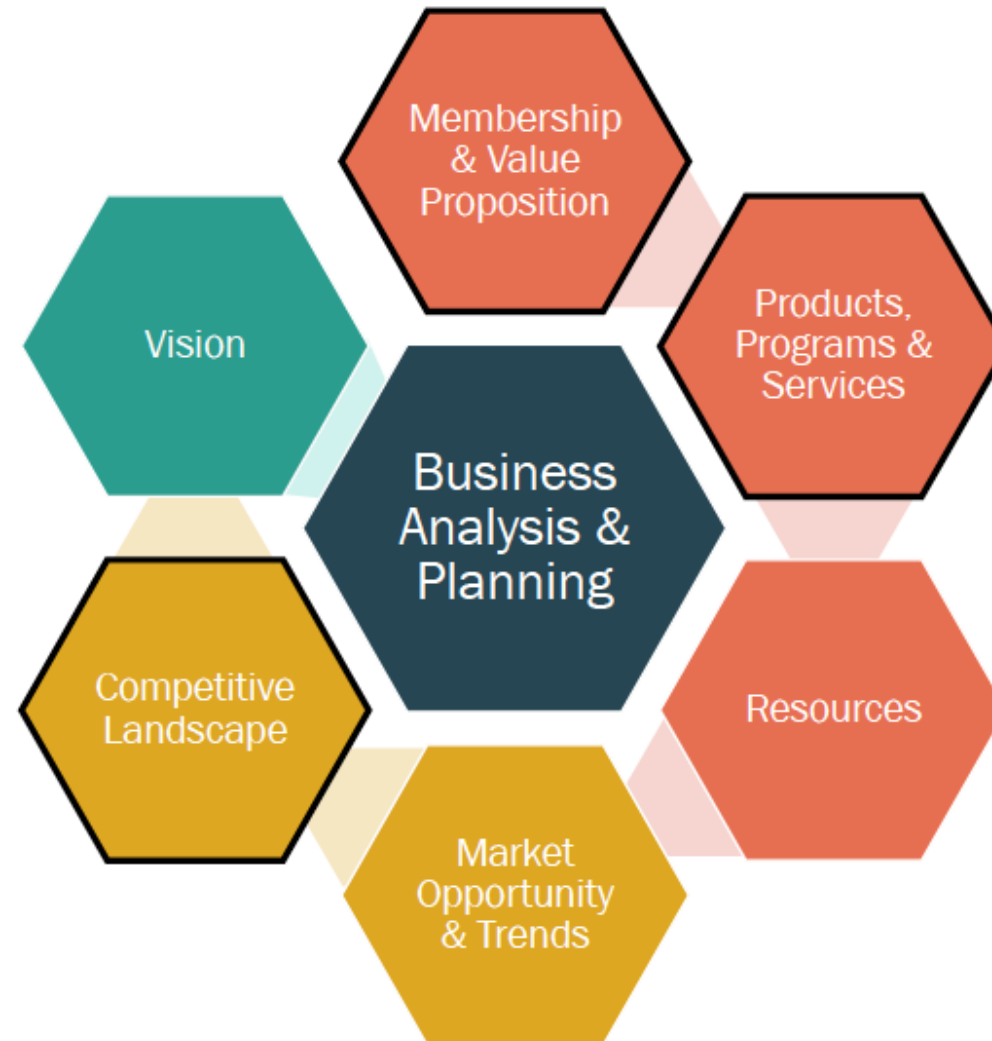 Membership
& Value
Proposition
Products,
Programs &
Services
Vision
Business
Analysis &
Planning
Competitive
Landscape
Resources
Market
Opportunity
& Trends